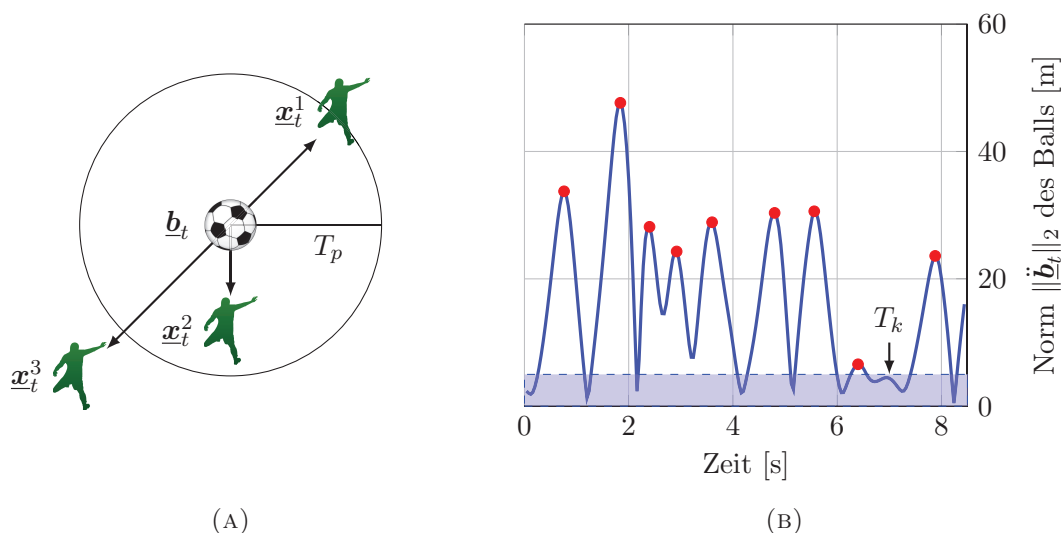 x_t^1
b_t
T_p
x_t^2
x_t^3
(A)
60
40
20
0
Norm ‖b̈_t‖_2 des Balls [m]
T_k
0 2 4 6 8
Zeit [s]
(B)